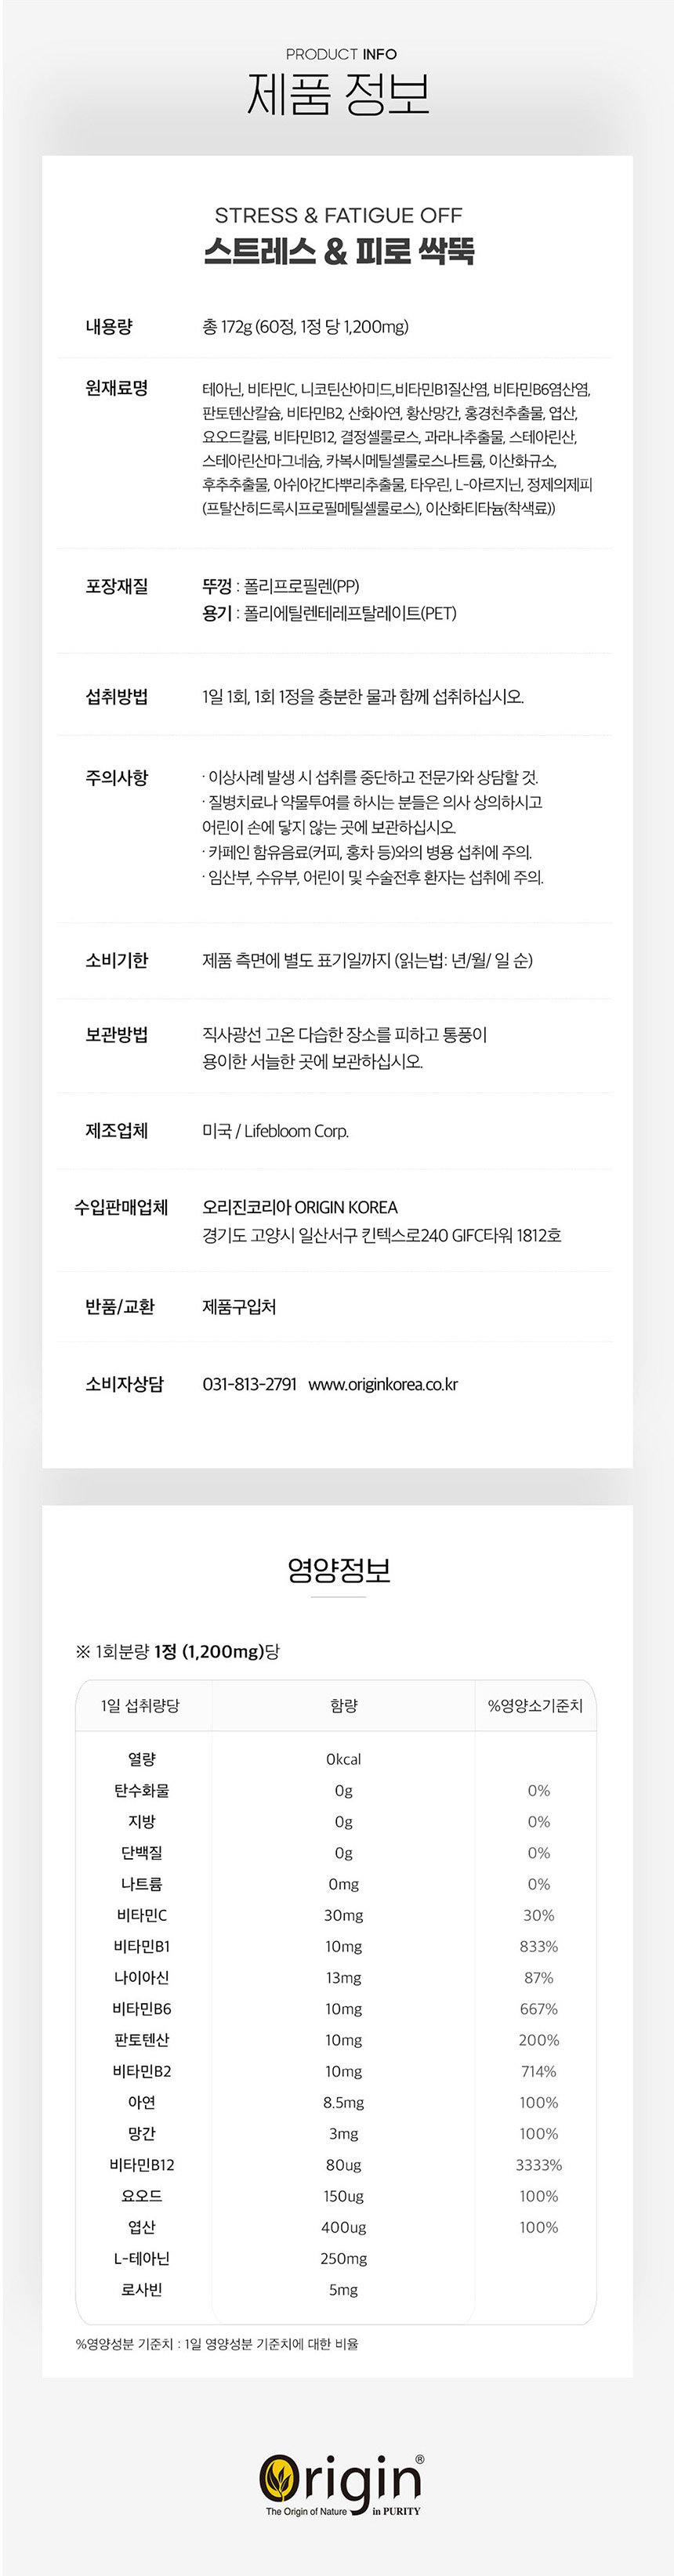 PRODUCT INFO
제품 정보
STRESS & FATIGUE OFF
스트레스 & 피로 싹뚝
내용량 총 172g (60정, 1정 당 1,200mg)
원재료명 테아닌, 비타민C, 니코틴산아미드,비타민B1질산염, 비타민B6염산염,
판토텐산칼슘, 비타민B2, 산화아연, 황산망간, 홍경천추출물, 엽산,
요오드칼륨, 비타민B12, 결정셀룰로스, 과라나추출물, 스테아린산,
스테아린산마그네슘, 카복시메틸셀룰로스나트륨, 이산화규소,
후추추출물, 아쉬아간다뿌리추출물, 타우린, L-아르지닌, 정제의제피
(프탈산히드록시프로필메틸셀룰로스), 이산화티타늄(착색료))
포장재질 뚜껑 : 폴리프로필렌(PP)
용기 : 폴리에틸렌테레프탈레이트(PET)
섭취방법 1일 1회, 1회 1정을 충분한 물과 함께 섭취하십시오.
주의사항 · 이상사례 발생 시 섭취를 중단하고 전문가와 상담할 것.
· 질병치료나 약물투여를 하시는 분들은 의사 상의하시고
어린이 손에 닿지 않는 곳에 보관하십시오.
· 카페인 함유음료(커피, 홍차 등)와의 병용 섭취에 주의.
· 임산부, 수유부, 어린이 및 수술전후 환자는 섭취에 주의.
소비기한 제품 측면에 별도 표기일까지 (읽는법: 년/월/ 일 순)
보관방법 직사광선 고온 다습한 장소를 피하고 통풍이
용이한 서늘한 곳에 보관하십시오.
제조업체 미국 / Lifebloom Corp.
수입판매업체 오리진코리아 ORIGIN KOREA
경기도 고양시 일산서구 킨텍스로240 GIFC타워 1812호
반품/교환 제품구입처
소비자상담 031-813-2791 www.originkorea.co.kr
영양정보
※ 1회분량 1정 (1,200mg)당
1일 섭취량당 함량 %영양소기준치
열량 0kcal
탄수화물 0g 0%
지방 0g 0%
단백질 0g 0%
나트륨 0mg 0%
비타민C 30mg 30%
비타민B1 10mg 833%
나이아신 13mg 87%
비타민B6 10mg 667%
판토텐산 10mg 200%
비타민B2 10mg 714%
아연 8.5mg 100%
망간 3mg 100%
비타민B12 80ug 3333%
요오드 150ug 100%
엽산 400ug 100%
L-테아닌 250mg
로사빈 5mg
%영양성분 기준치 : 1일 영양성분 기준치에 대한 비율
Origin®
The Origin of Nature in PURITY